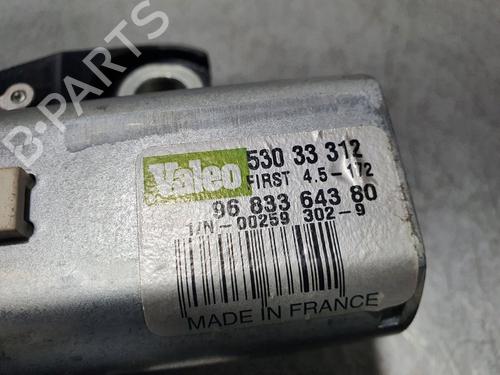 B-PARTS
Valeo
530 33 312
FIRST 4.5-172
96 833 643 80
1/N-00259 302-9
MADE IN FRANCE